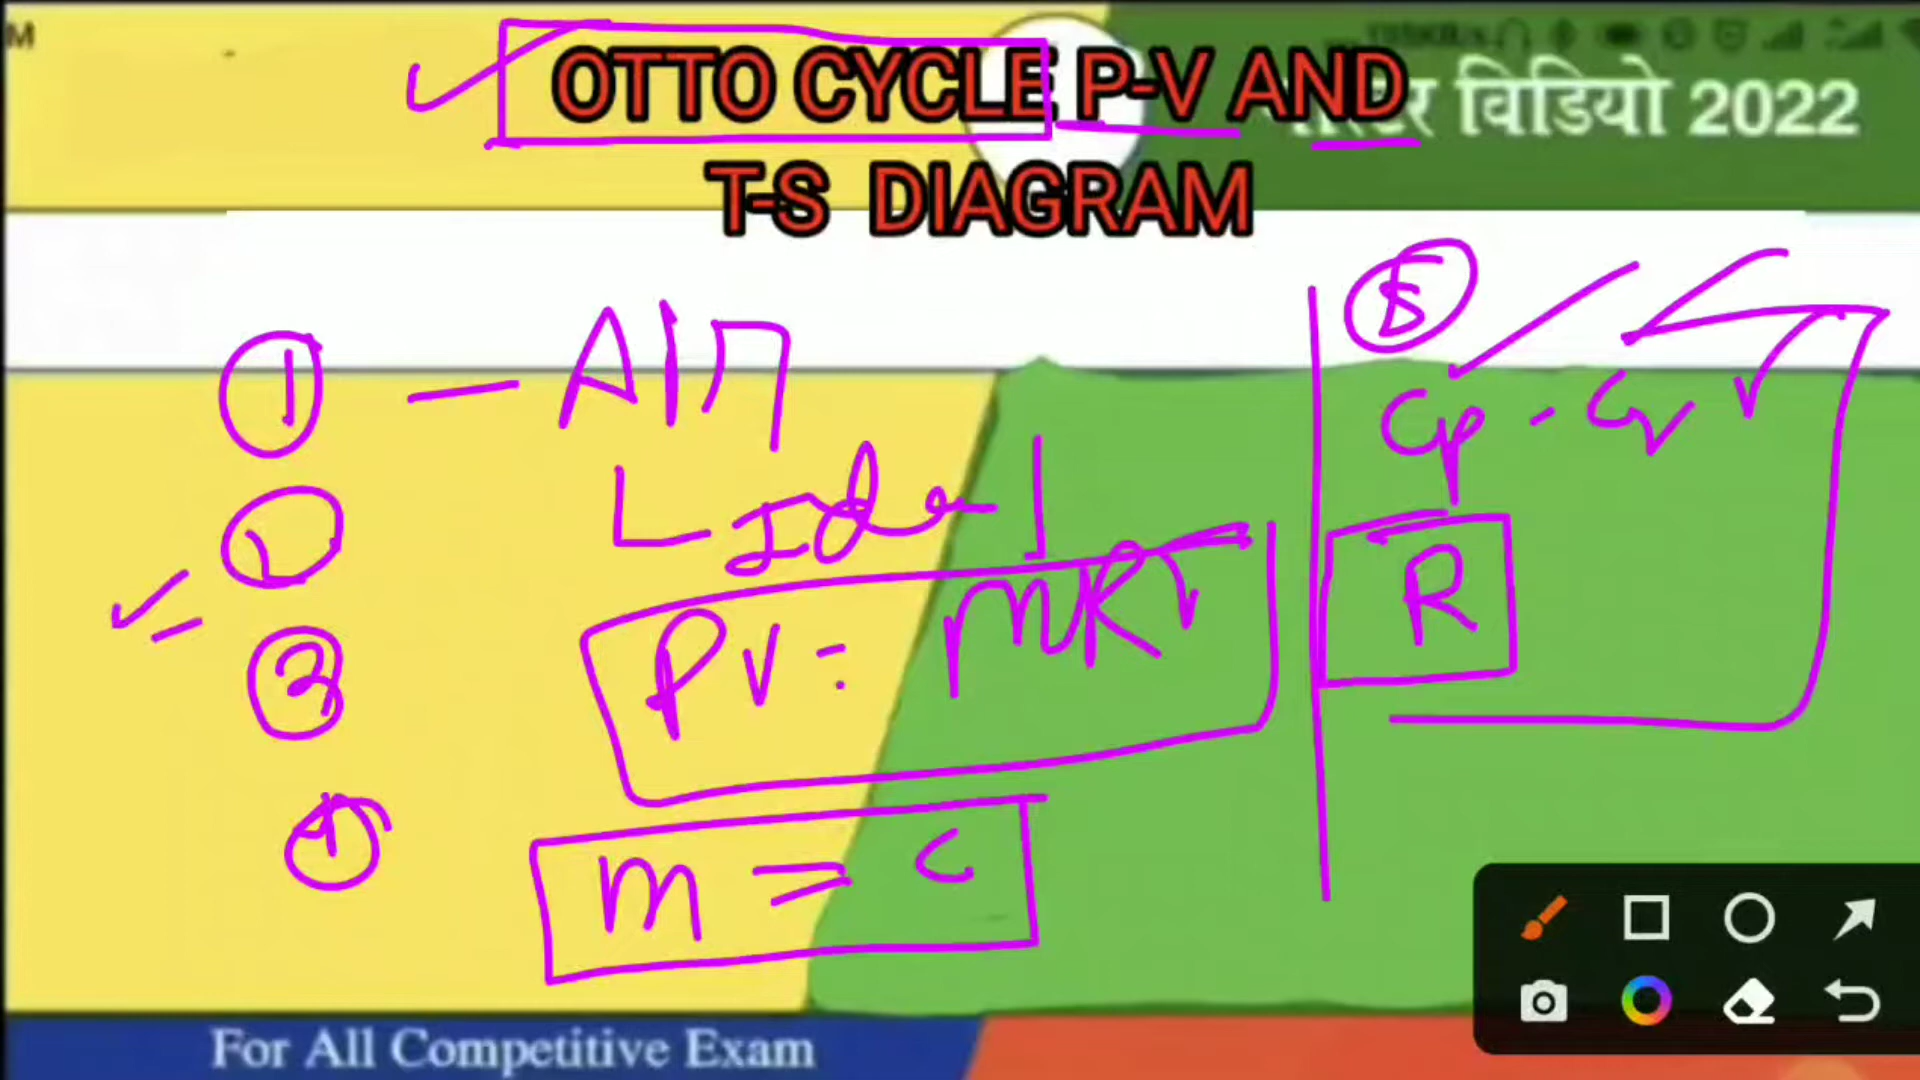 M
OTTO CYCLE P-V AND
विडियो 2022
T-S DIAGRAM
1 — AIR
2 Ideal
3 PV = mRT
4 m = C
5
Cp - Cv
R
For All Competitive Exam